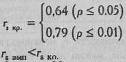 r_s кр. = { 0,64 (ρ ≤ 0.05)
0,79 (ρ ≤ 0.01)
r_s эмп < r_s кр.